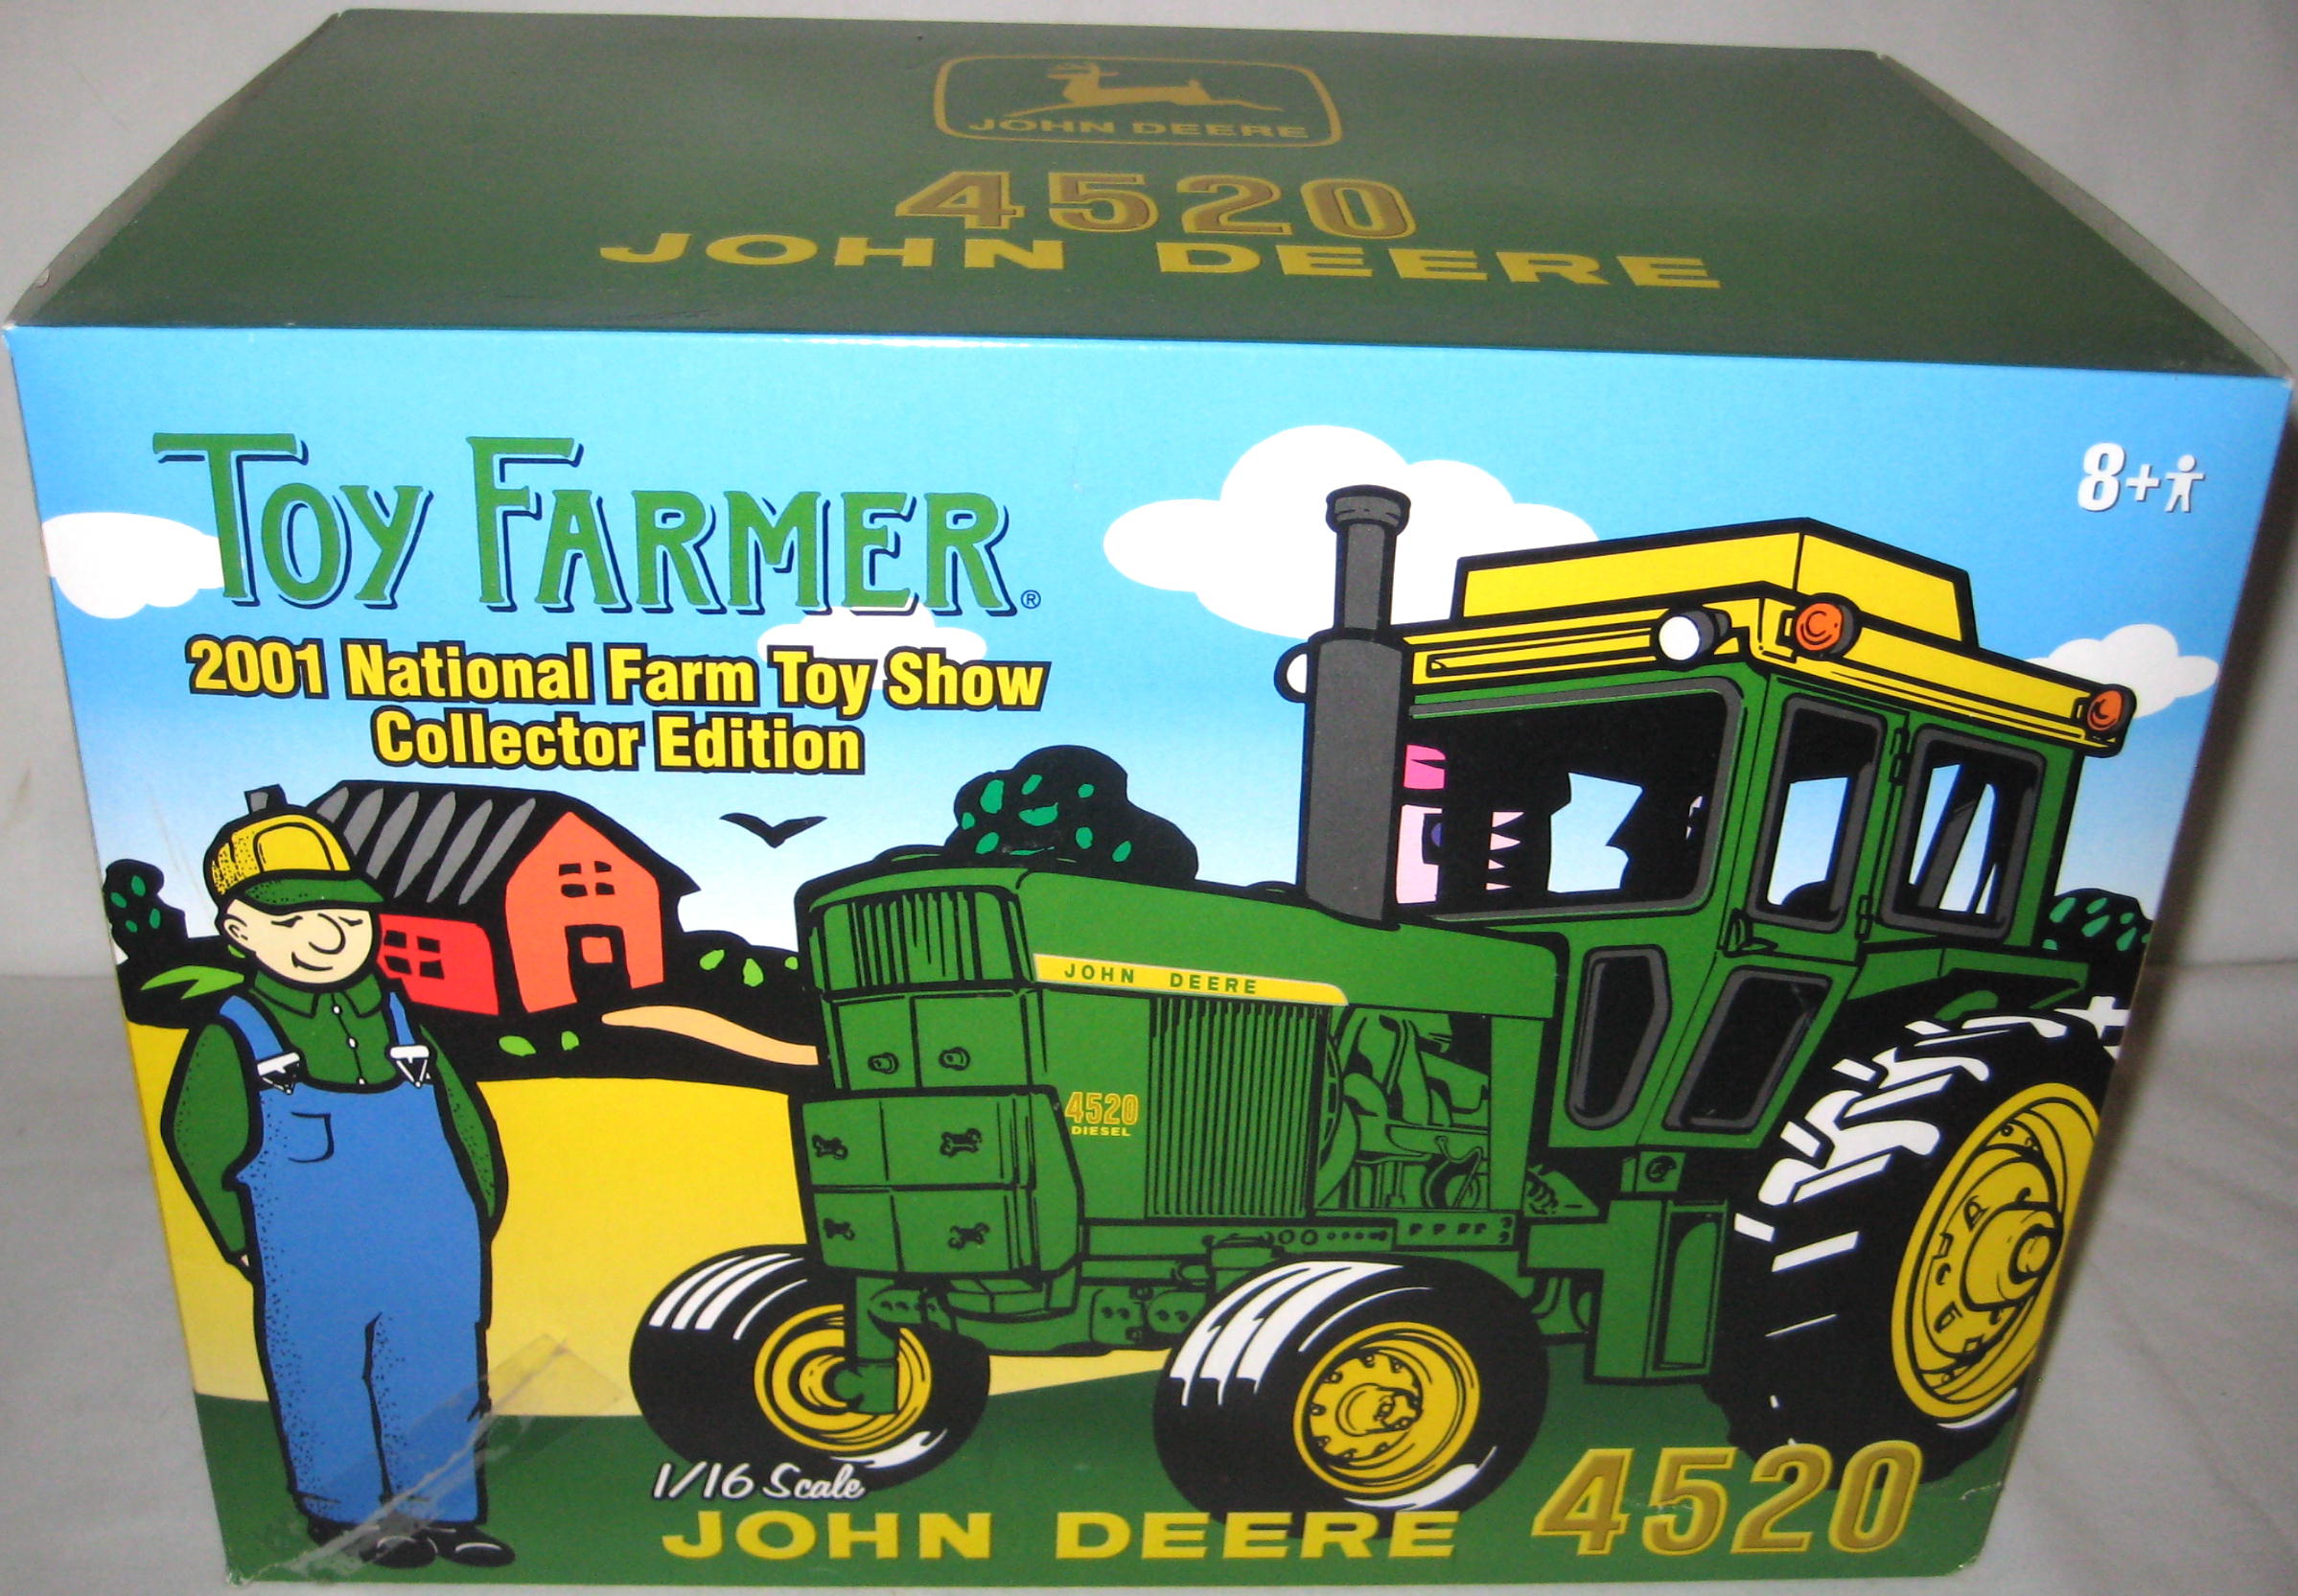 JOHN DEERE
4520
JOHN DEERE
TOY FARMER®
8+
2001 National Farm Toy Show
Collector Edition
JOHN DEERE
4520
DIESEL
1/16 Scale
JOHN DEERE 4520